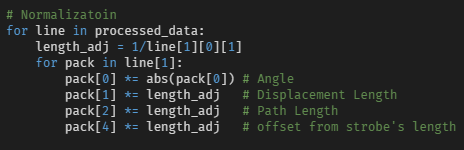 # Normalizatoin
for line in processed_data:
    length_adj = 1/line[1][0][1]
    for pack in line[1]:
        pack[0] *= abs(pack[0]) # Angle
        pack[1] *= length_adj   # Displacement Length
        pack[2] *= length_adj   # Path Length
        pack[4] *= length_adj   # offset from strobe's length